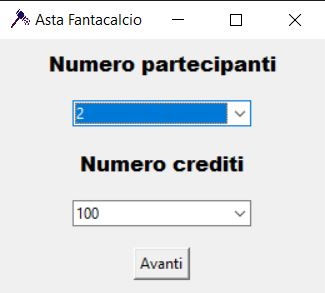 Asta Fantacalcio
Numero partecipanti
2
Numero crediti
100
Avanti